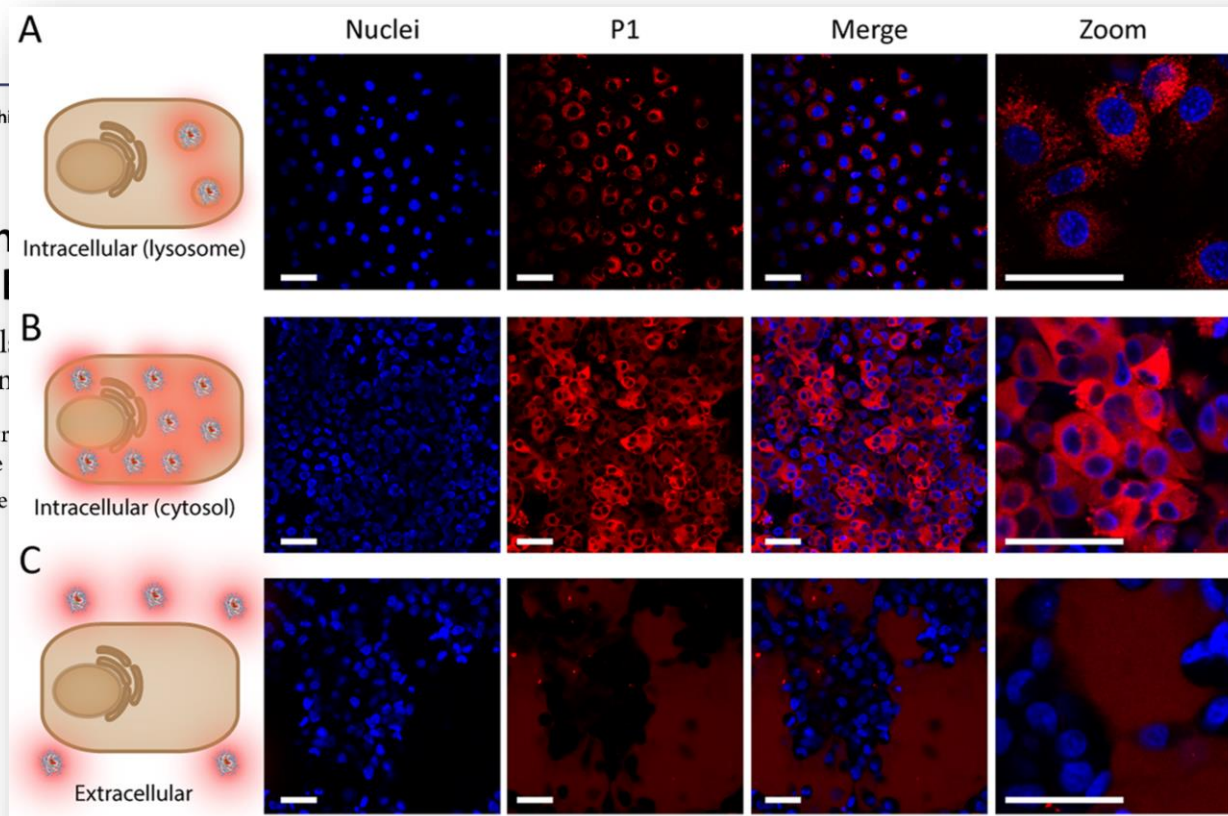 A
Nuclei
P1
Merge
Zoom
Intracellular (lysosome)
B
Intracellular (cytosol)
C
Extracellular